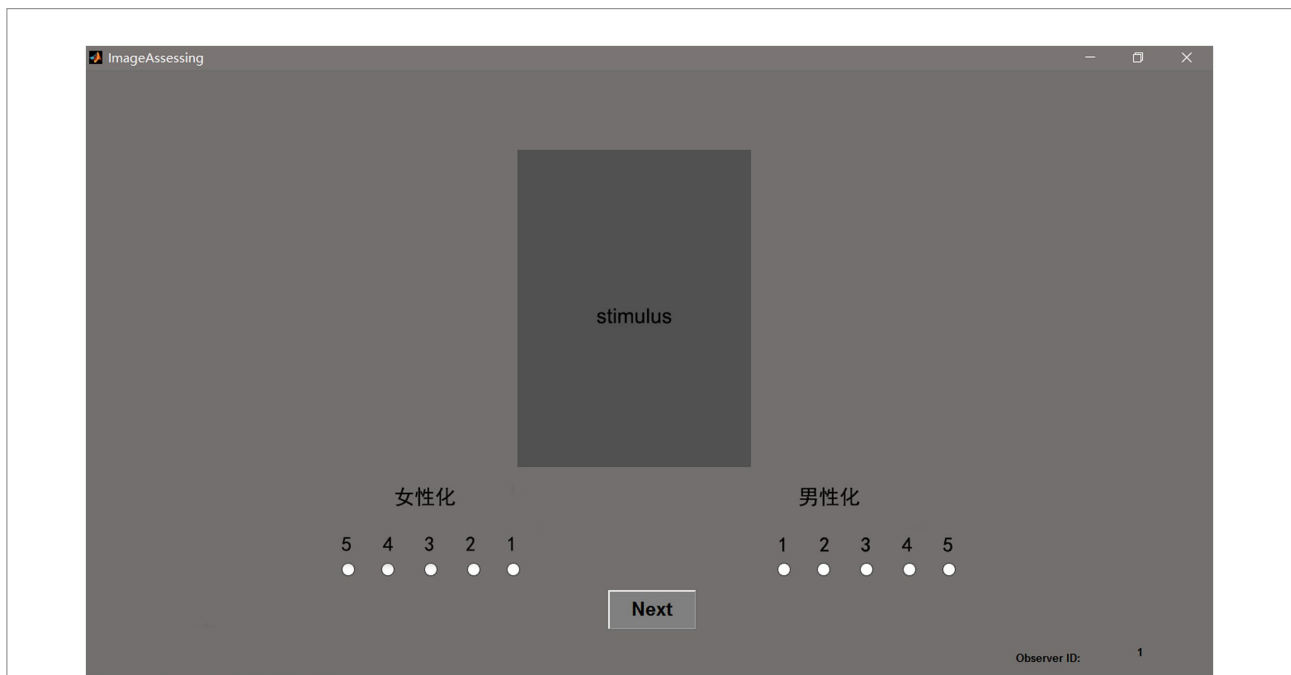 ImageAssessing
stimulus
女性化 男性化
5 4 3 2 1 1 2 3 4 5
Next
Observer ID: 1